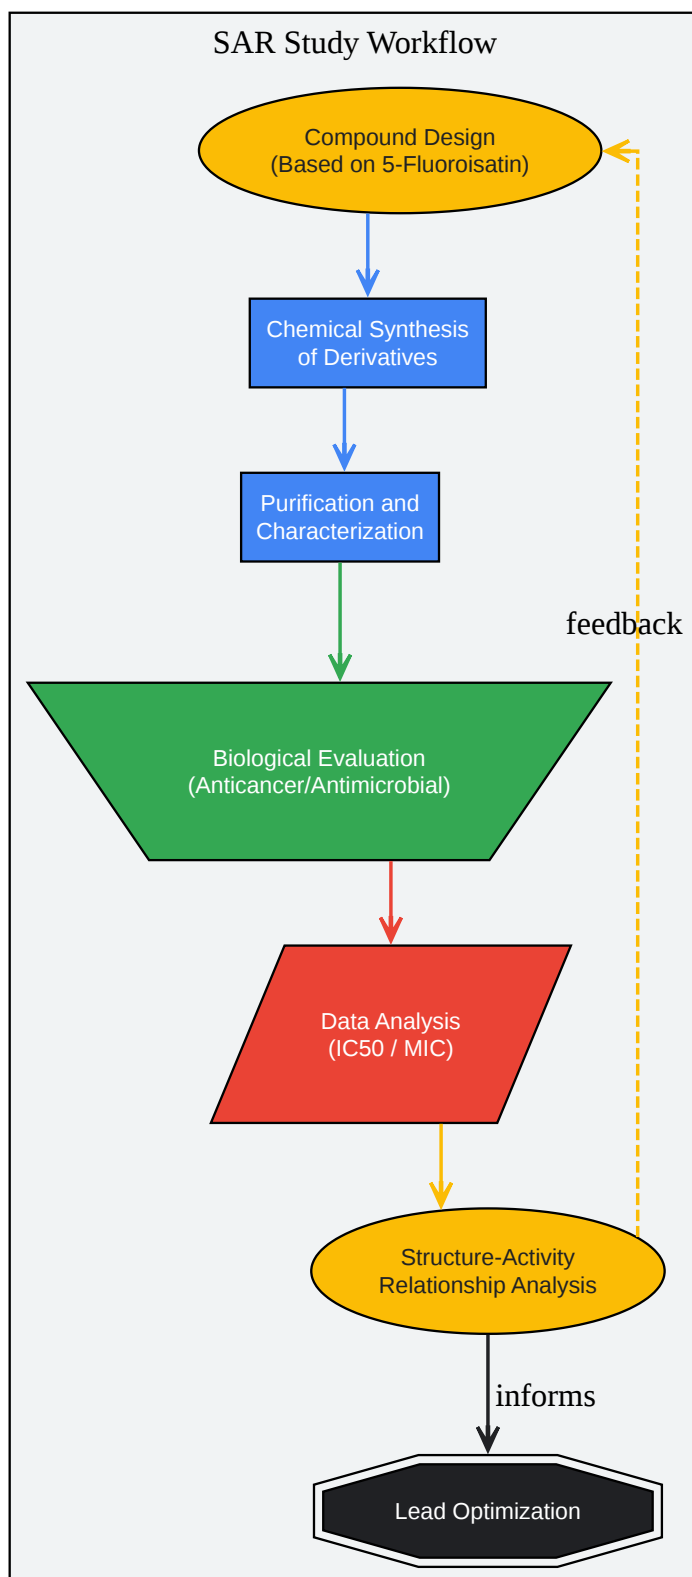 SAR Study Workflow
Compound Design
(Based on 5-Fluoroisatin)
Chemical Synthesis
of Derivatives
Purification and
Characterization
feedback
Biological Evaluation
(Anticancer/Antimicrobial)
Data Analysis
(IC50 / MIC)
Structure-Activity
Relationship Analysis
informs
Lead Optimization